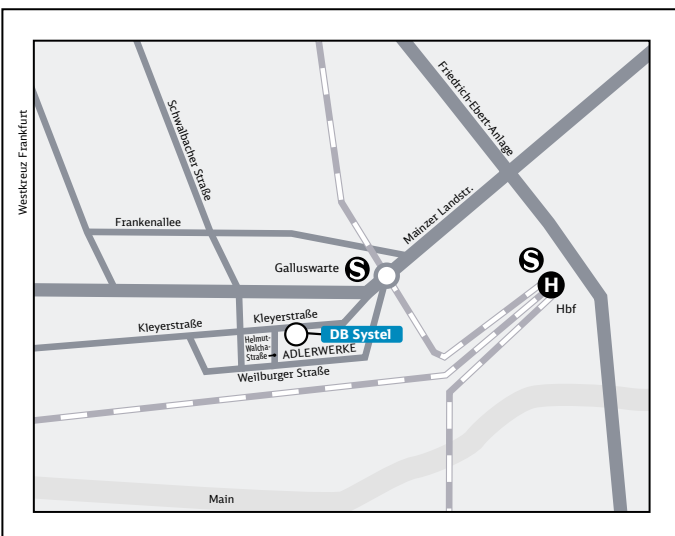 Westkreuz Frankfurt
Schwalbacher Straße
Friedrich-Ebert-Anlage
Frankenallee
Mainzer Landstr.
Galluswarte
S
S
H
Hbf
Kleyerstraße
Kleyerstraße
DB Systel
Helmut-
Walcha-
Straße
ADLERWERKE
Weilburger Straße
Main